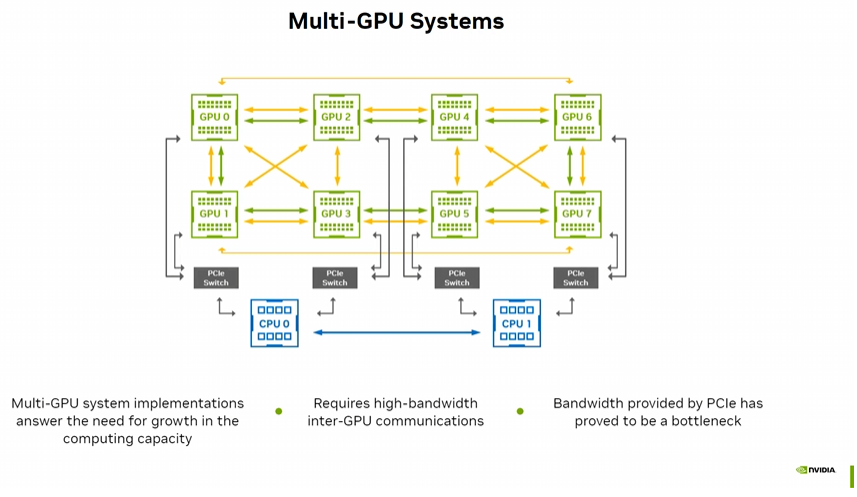 Multi-GPU Systems
GPU 0
GPU 2
GPU 4
GPU 6
GPU 1
GPU 3
GPU 5
GPU 7
PCIe
Switch
PCIe
Switch
PCIe
Switch
PCIe
Switch
CPU 0
CPU 1
Multi-GPU system implementations
answer the need for growth in the
computing capacity
Requires high-bandwidth
inter-GPU communications
Bandwidth provided by PCIe has
proved to be a bottleneck
NVIDIA